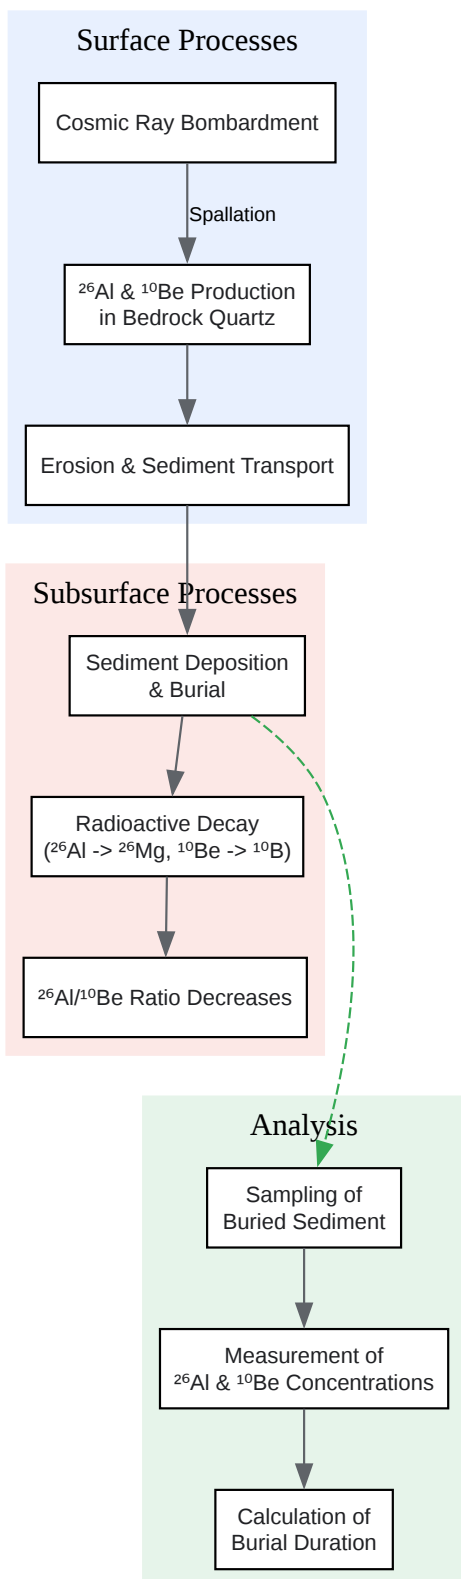 Surface Processes
Cosmic Ray Bombardment
Spallation
²⁶Al & ¹⁰Be Production
in Bedrock Quartz
Erosion & Sediment Transport
Subsurface Processes
Sediment Deposition
& Burial
Radioactive Decay
(²⁶Al -> ²⁶Mg, ¹⁰Be -> ¹⁰B)
²⁶Al/¹⁰Be Ratio Decreases
Analysis
Sampling of
Buried Sediment
Measurement of
²⁶Al & ¹⁰Be Concentrations
Calculation of
Burial Duration